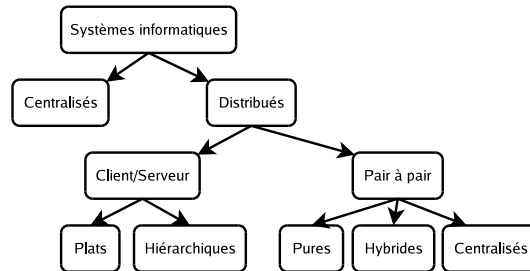 Systèmes informatiques
Centralisés
Distribués
Client/Serveur
Pair à pair
Plats
Hiérarchiques
Pures
Hybrides
Centralisés